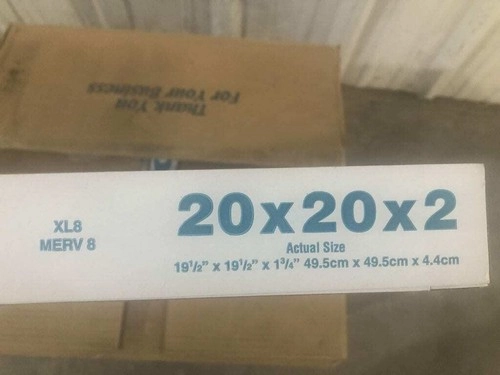 Thank You
For Your
Business
XL8
MERV 8
20x20x2
Actual Size
19½" x 19½" x 1¾" 49.5cm x 49.5cm x 4.4cm